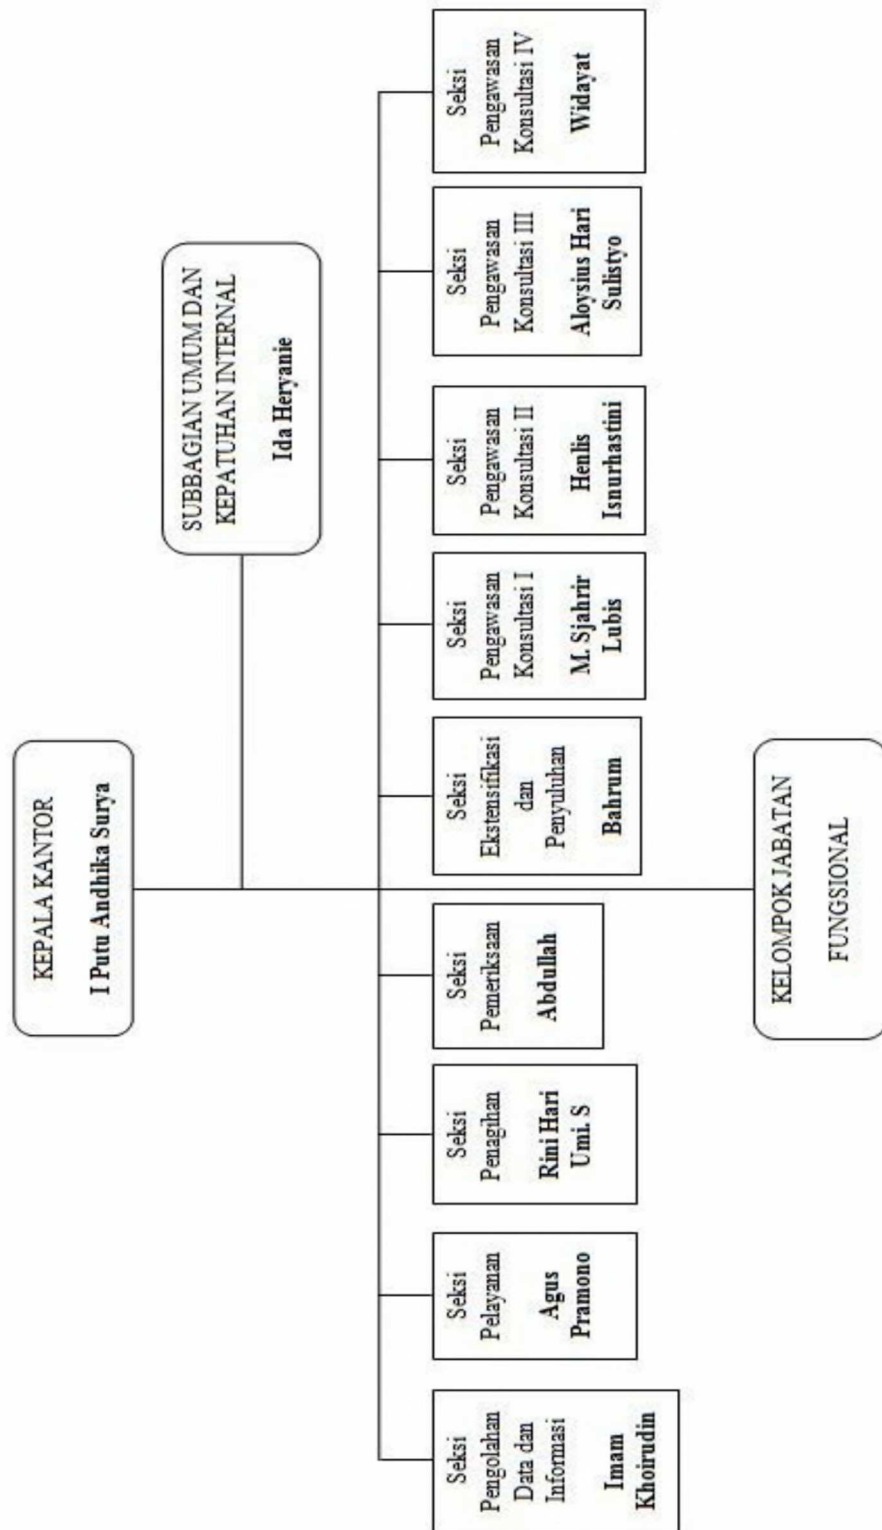 KEPALA KANTOR
I Putu Andhika Surya
SUBBAGIAN UMUM DAN
KEPATUHAN INTERNAL
Ida Heryanie
Seksi
Pengolahan
Data dan
Informasi
Imam
Khoirudin
Seksi
Pelayanan
Agus
Pramono
Seksi
Penagihan
Rini Hari
Umi. S
Seksi
Pemeriksaan
Abdullah
Seksi
Ekstensifikasi
dan
Penyuluhan
Bahrum
Seksi
Pengawasan
Konsultasi I
M. Sjahrir
Lubis
Seksi
Pengawasan
Konsultasi II
Henlis
Isnurhastini
Seksi
Pengawasan
Konsultasi III
Aloysius Hari
Sulistyo
Seksi
Pengawasan
Konsultasi IV
Widayat
KELOMPOK JABATAN
FUNGSIONAL